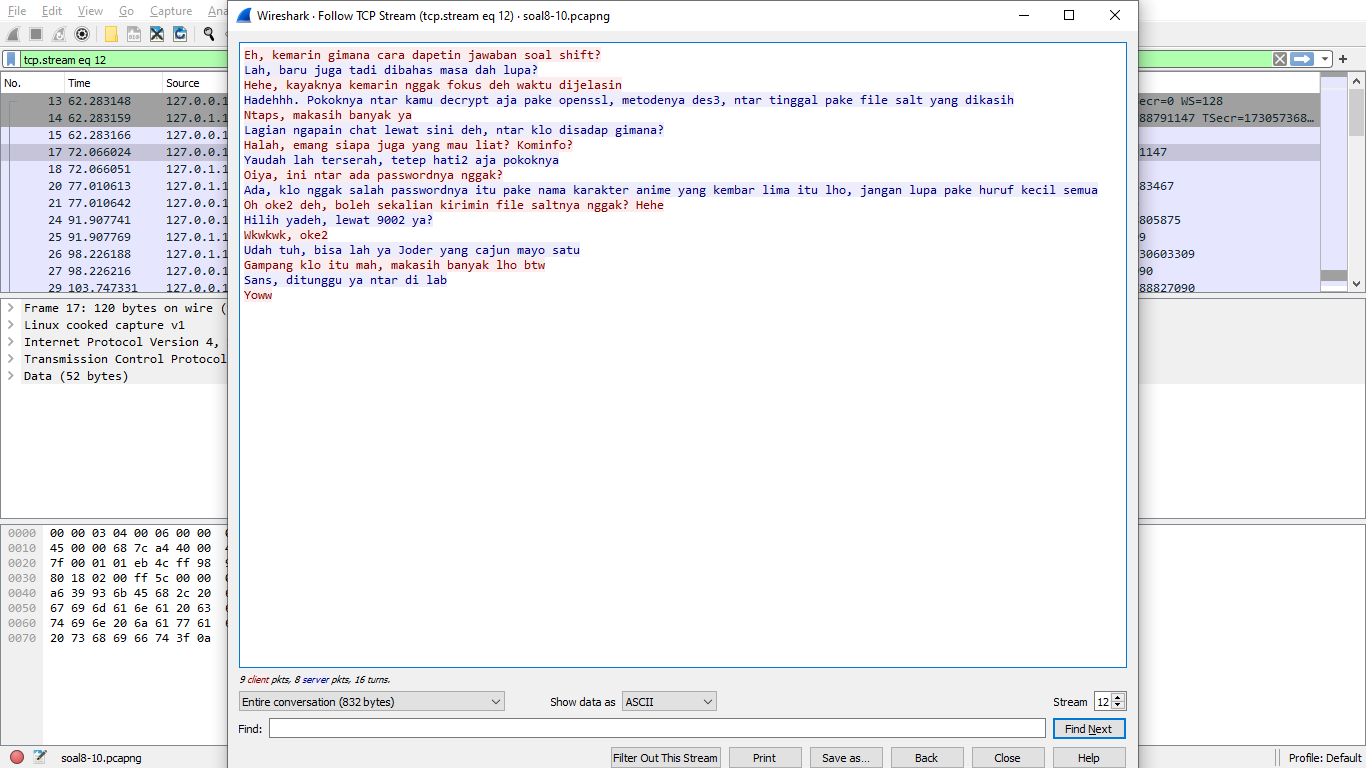 File Edit View Go Capture Ana
Wireshark · Follow TCP Stream (tcp.stream eq 12) · soal8-10.pcapng
tcp.stream eq 12
No. Time Source
13 62.283148 127.0.0.1
14 62.283159 127.0.1.1
15 62.283166 127.0.0.1
17 72.066024 127.0.0.1
18 72.066051 127.0.1.1
20 77.010613 127.0.1.1
21 77.010642 127.0.0.1
24 91.907741 127.0.0.1
25 91.907769 127.0.1.1
26 98.226188 127.0.1.1
27 98.226216 127.0.0.1
29 103.747331 127.0.0.1
ecr=0 WS=128
88791147 TSecr=173057368…
1147
83467
805875
9
30603309
90
88827090
Frame 17: 120 bytes on wire (
Linux cooked capture v1
Internet Protocol Version 4,
Transmission Control Protocol
Data (52 bytes)
0000 00 00 03 04 00 06 00 00
0010 45 00 00 68 7c a4 40 00
0020 7f 00 01 01 eb 4c ff 98
0030 80 18 02 00 ff 5c 00 00
0040 a6 39 93 6b 45 68 2c 20
0050 67 69 6d 61 6e 61 20 63
0060 74 69 6e 20 6a 61 77 61
0070 20 73 68 69 66 74 3f 0a
Eh, kemarin gimana cara dapetin jawaban soal shift?
Lah, baru juga tadi dibahas masa dah lupa?
Hehe, kayaknya kemarin nggak fokus deh waktu dijelasin
Hadehhh. Pokoknya ntar kamu decrypt aja pake openssl, metodenya des3, ntar tinggal pake file salt yang dikasih
Ntaps, makasih banyak ya
Lagian ngapain chat lewat sini deh, ntar klo disadap gimana?
Halah, emang siapa juga yang mau liat? Kominfo?
Yaudah lah terserah, tetep hati2 aja pokoknya
Oiya, ini ntar ada passwordnya nggak?
Ada, klo nggak salah passwordnya itu pake nama karakter anime yang kembar lima itu lho, jangan lupa pake huruf kecil semua
Oh oke2 deh, boleh sekalian kirimin file saltnya nggak? Hehe
Hilih yadeh, lewat 9002 ya?
Wkwkwk, oke2
Udah tuh, bisa lah ya Joder yang cajun mayo satu
Gampang klo itu mah, makasih banyak lho btw
Sans, ditunggu ya ntar di lab
Yoww
9 client pkts, 8 server pkts, 16 turns.
Entire conversation (832 bytes) Show data as ASCII Stream 12
Find: Find Next
Filter Out This Stream Print Save as... Back Close Help
soal8-10.pcapng Profile: Default